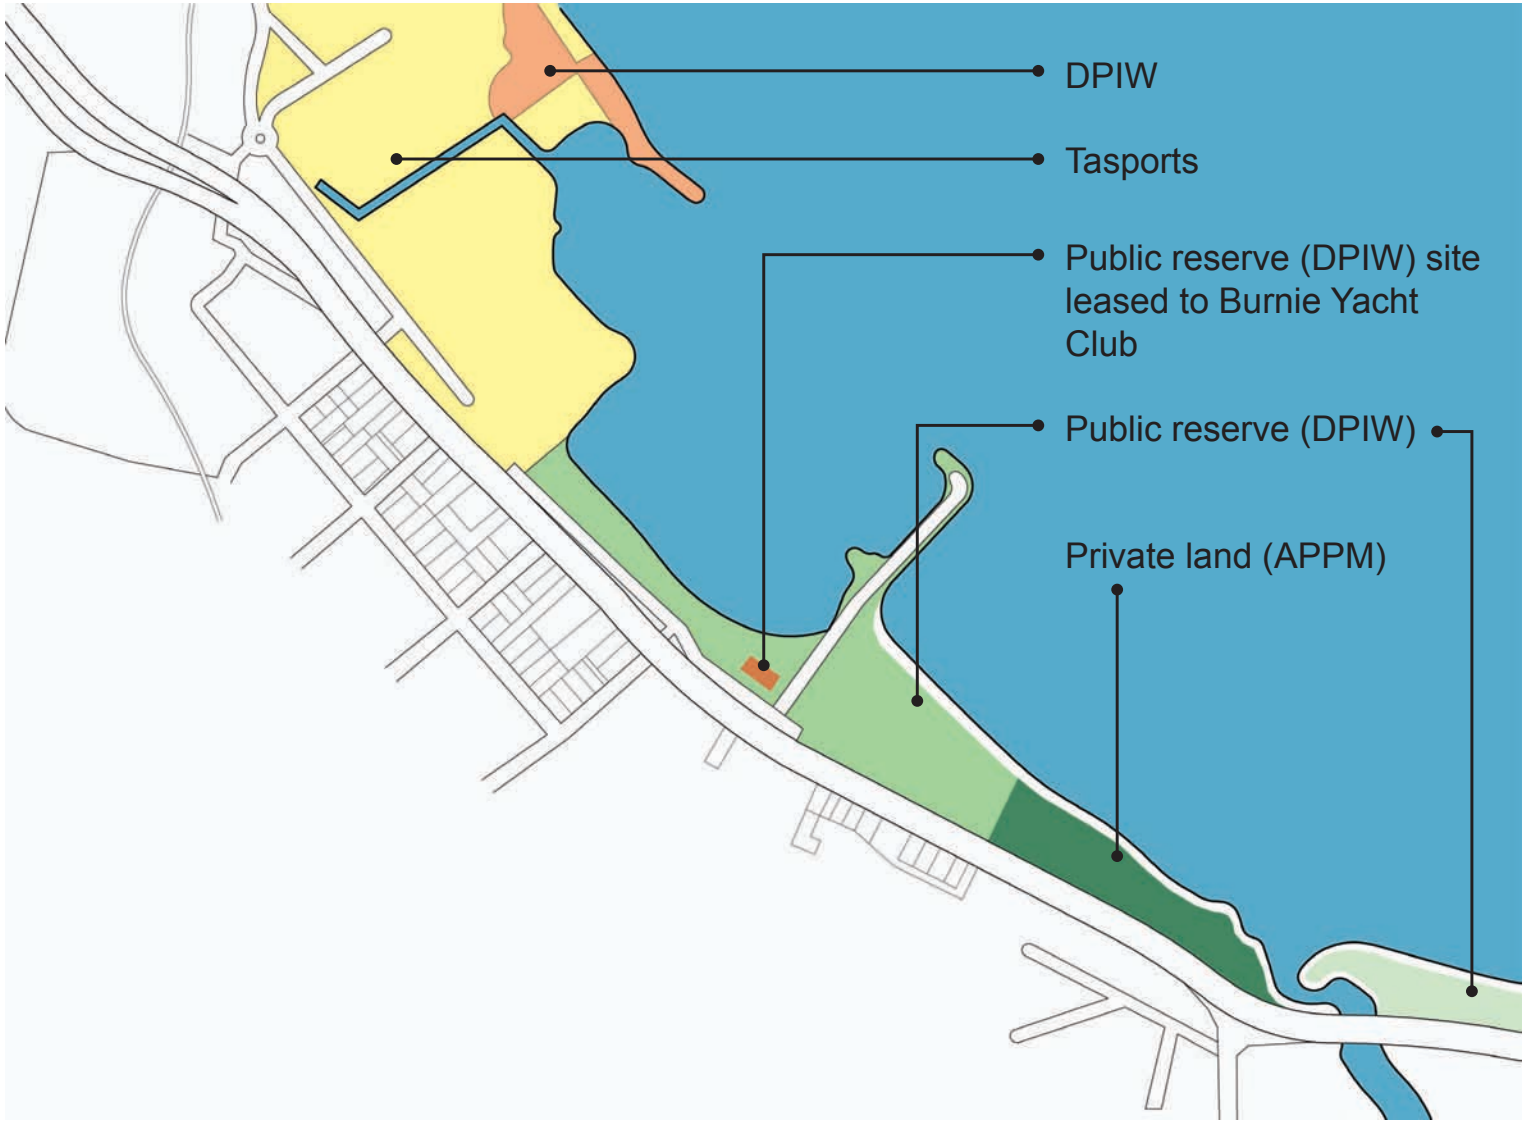 DPIW
Tasports
Public reserve (DPIW) site
leased to Burnie Yacht
Club
Public reserve (DPIW)
Private land (APPM)